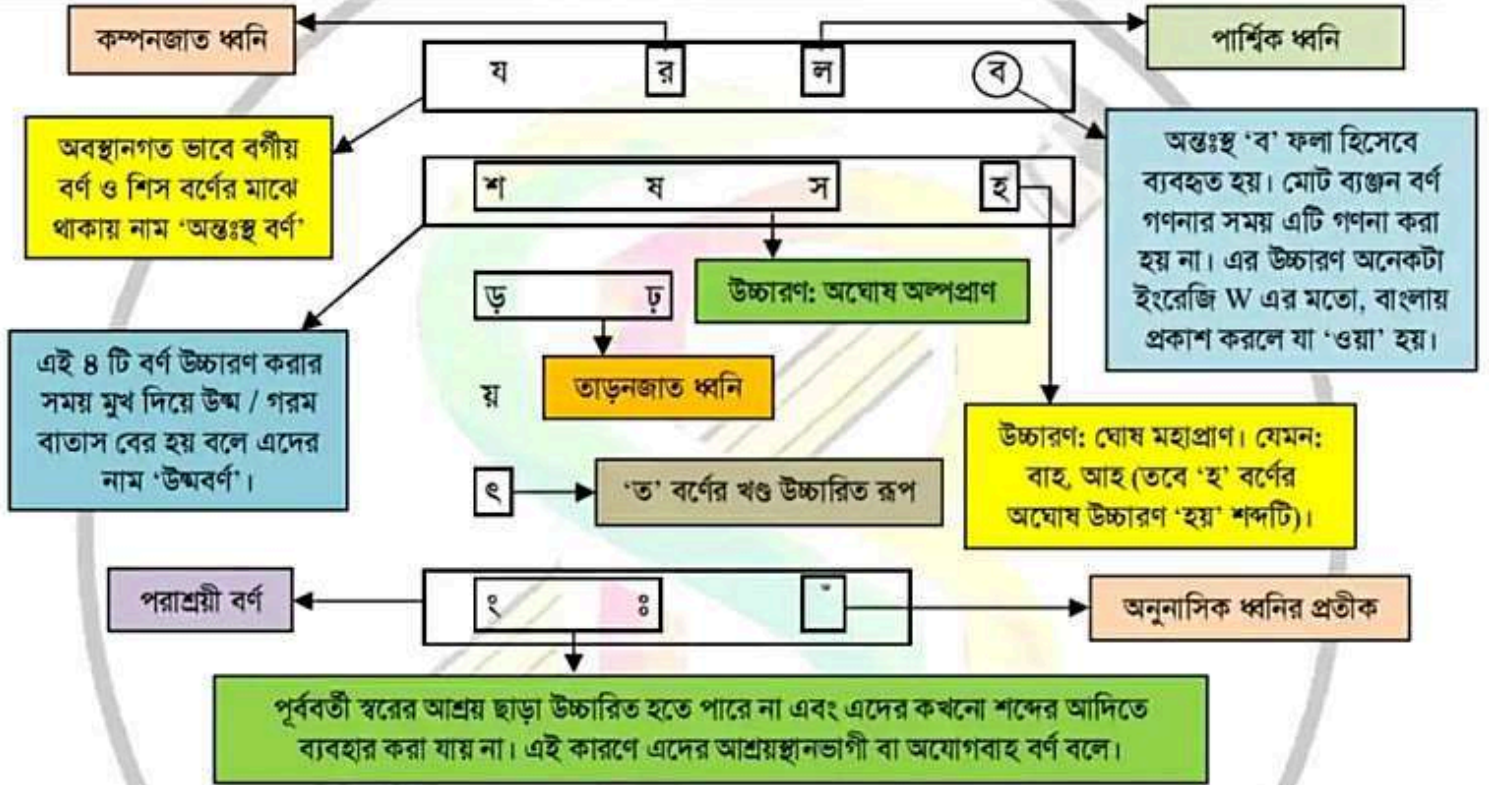 কম্পনজাত ধ্বনি
পার্শ্বিক ধ্বনি
য র ল ব
অবস্থানগত ভাবে বর্গীয়
বর্ণ ও শিস বর্ণের মাঝে
থাকায় নাম ‘অন্তঃস্থ বর্ণ’
অন্তঃস্থ ‘ব’ ফলা হিসেবে
ব্যবহৃত হয়। মোট ব্যঞ্জন বর্ণ
গণনার সময় এটি গণনা করা
হয় না। এর উচ্চারণ অনেকটা
ইংরেজি W এর মতো, বাংলায়
প্রকাশ করলে যা ‘ওয়া’ হয়।
শ ষ স হ
উচ্চারণ: অঘোষ অল্পপ্রাণ
ড় ঢ়
এই ৪ টি বর্ণ উচ্চারণ করার
সময় মুখ দিয়ে উষ্ম / গরম
বাতাস বের হয় বলে এদের
নাম ‘উষ্মবর্ণ’।
তাড়নজাত ধ্বনি
য়
উচ্চারণ: ঘোষ মহাপ্রাণ। যেমন:
বাহ, আহ (তবে ‘হ’ বর্ণের
অঘোষ উচ্চারণ ‘হয়’ শব্দটি)।
ৎ
‘ত’ বর্ণের খণ্ড উচ্চারিত রূপ
পরাশ্রয়ী বর্ণ
ং ঃ ঁ
অনুনাসিক ধ্বনির প্রতীক
পূর্ববর্তী স্বরের আশ্রয় ছাড়া উচ্চারিত হতে পারে না এবং এদের কখনো শব্দের আদিতে
ব্যবহার করা যায় না। এই কারণে এদের আশ্রয়স্থানভাগী বা অযোগবাহ বর্ণ বলে।